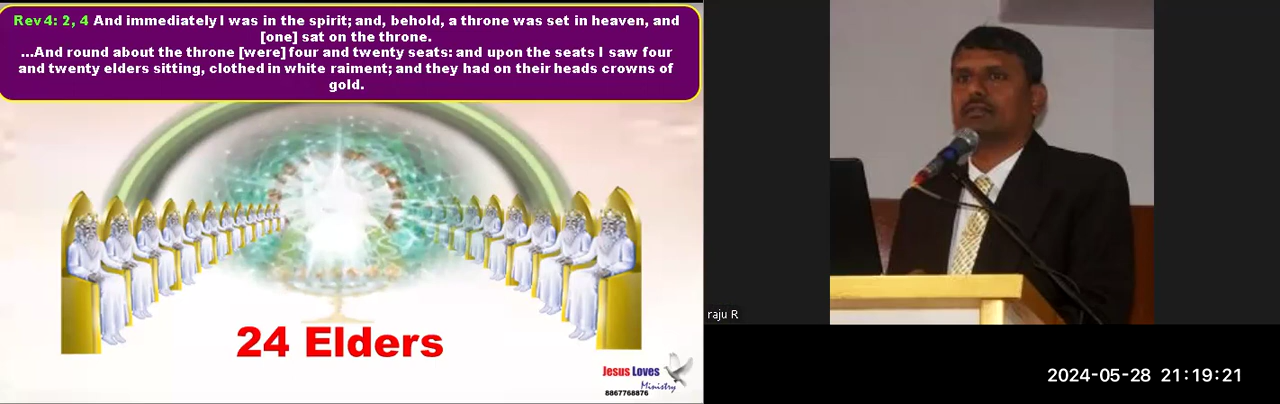 Rev 4: 2, 4 And immediately I was in the spirit; and, behold, a throne was set in heaven, and
[one] sat on the throne.
...And round about the throne [were] four and twenty seats: and upon the seats I saw four
and twenty elders sitting, clothed in white raiment; and they had on their heads crowns of
gold.
24 Elders
Jesus Loves
Ministry
8867768876
raju R
2024-05-28 21:19:21